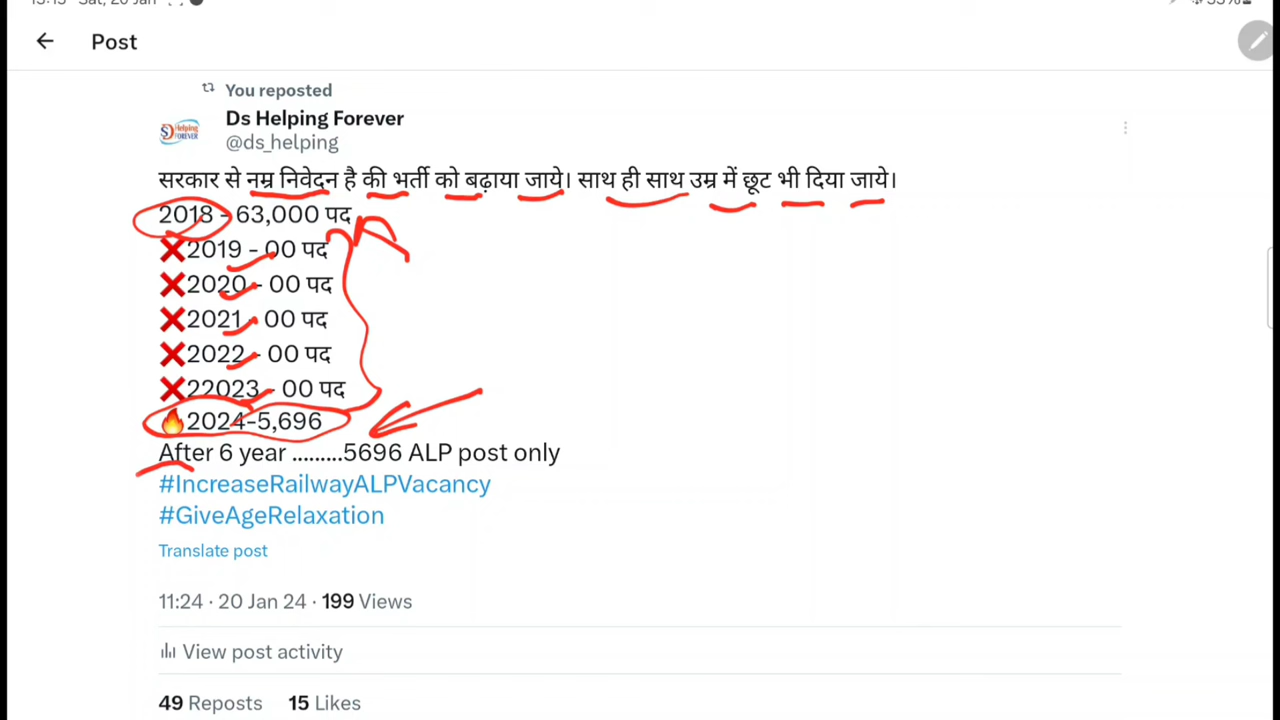 Post
You reposted
Ds Helping Forever
@ds_helping
सरकार से नम्र निवेदन है की भर्ती को बढ़ाया जाये। साथ ही साथ उम्र में छूट भी दिया जाये।
2018 - 63,000 पद
❌2019 - 00 पद
❌2020 - 00 पद
❌2021 - 00 पद
❌2022 - 00 पद
❌22023 - 00 पद
🔥2024-5,696
After 6 year .........5696 ALP post only
#IncreaseRailwayALPVacancy
#GiveAgeRelaxation
Translate post
11:24 · 20 Jan 24 · 199 Views
View post activity
49 Reposts 15 Likes